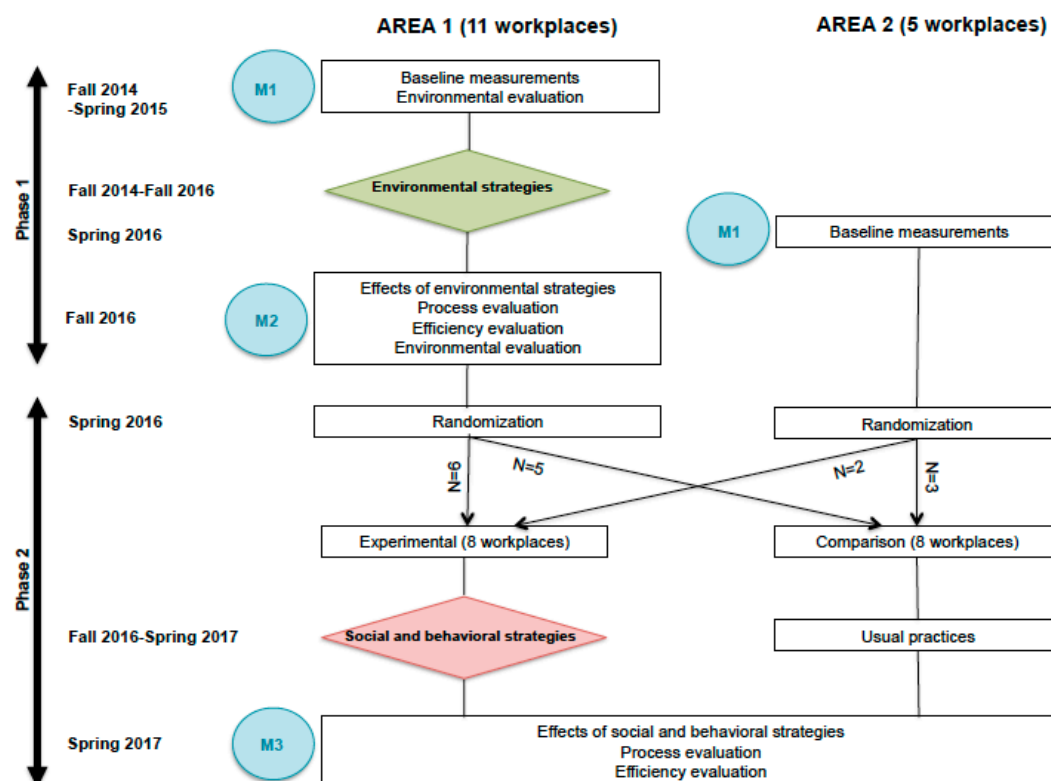 AREA 1 (11 workplaces)
AREA 2 (5 workplaces)
Phase 1
Fall 2014
-Spring 2015
M1
Baseline measurements
Environmental evaluation
Fall 2014-Fall 2016
Environmental strategies
Spring 2016
M1
Baseline measurements
Fall 2016
M2
Effects of environmental strategies
Process evaluation
Efficiency evaluation
Environmental evaluation
Phase 2
Spring 2016
Randomization
Randomization
N=6
N=5
N=2
N=3
Experimental (8 workplaces)
Comparison (8 workplaces)
Fall 2016-Spring 2017
Social and behavioral strategies
Usual practices
Spring 2017
M3
Effects of social and behavioral strategies
Process evaluation
Efficiency evaluation